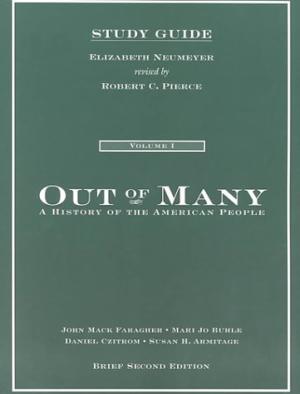 STUDY GUIDE
ELIZABETH NEUMEYER
revised by
ROBERT C. PIERCE
VOLUME I
OUT OF MANY
A HISTORY OF THE AMERICAN PEOPLE
JOHN MACK FARAGHER • MARI JO BUHLE
DANIEL CZITROM • SUSAN H. ARMITAGE
BRIEF SECOND EDITION